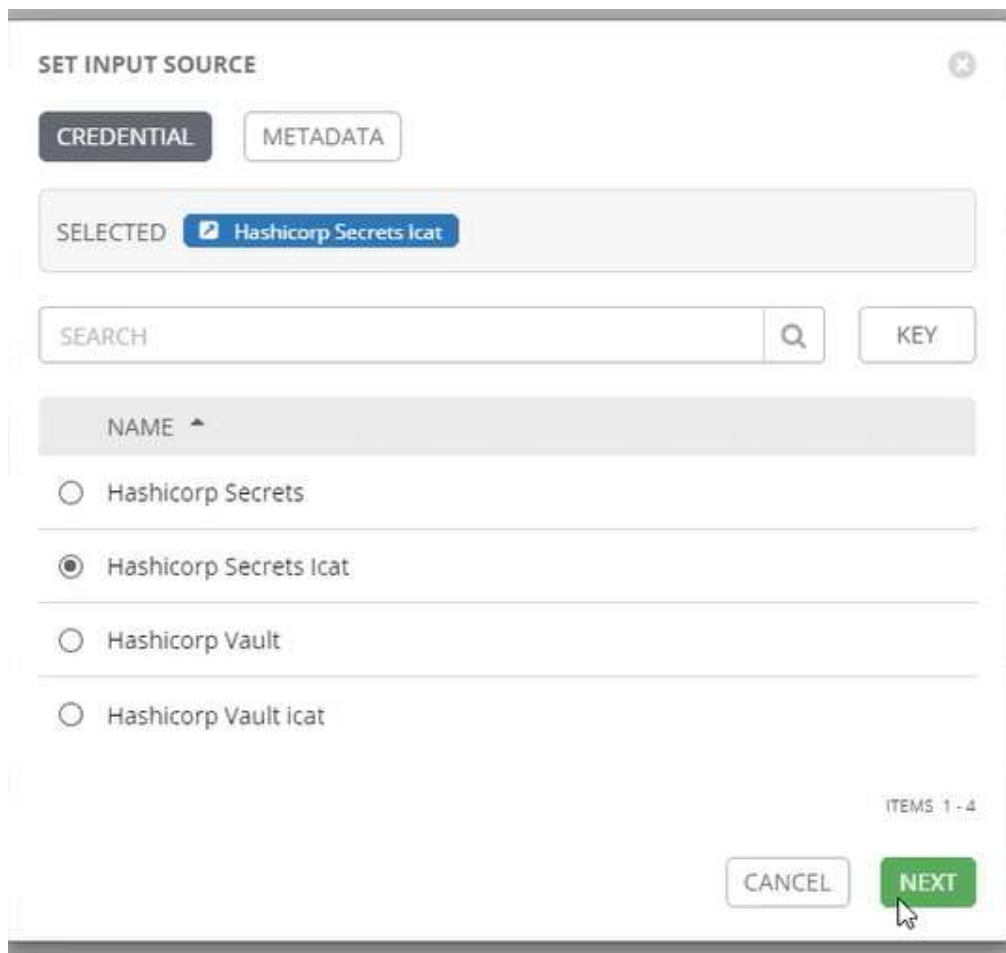 SET INPUT SOURCE
CREDENTIAL METADATA
SELECTED Hashicorp Secrets Icat
SEARCH KEY
NAME
Hashicorp Secrets
Hashicorp Secrets Icat
Hashicorp Vault
Hashicorp Vault icat
ITEMS 1 - 4
CANCEL NEXT